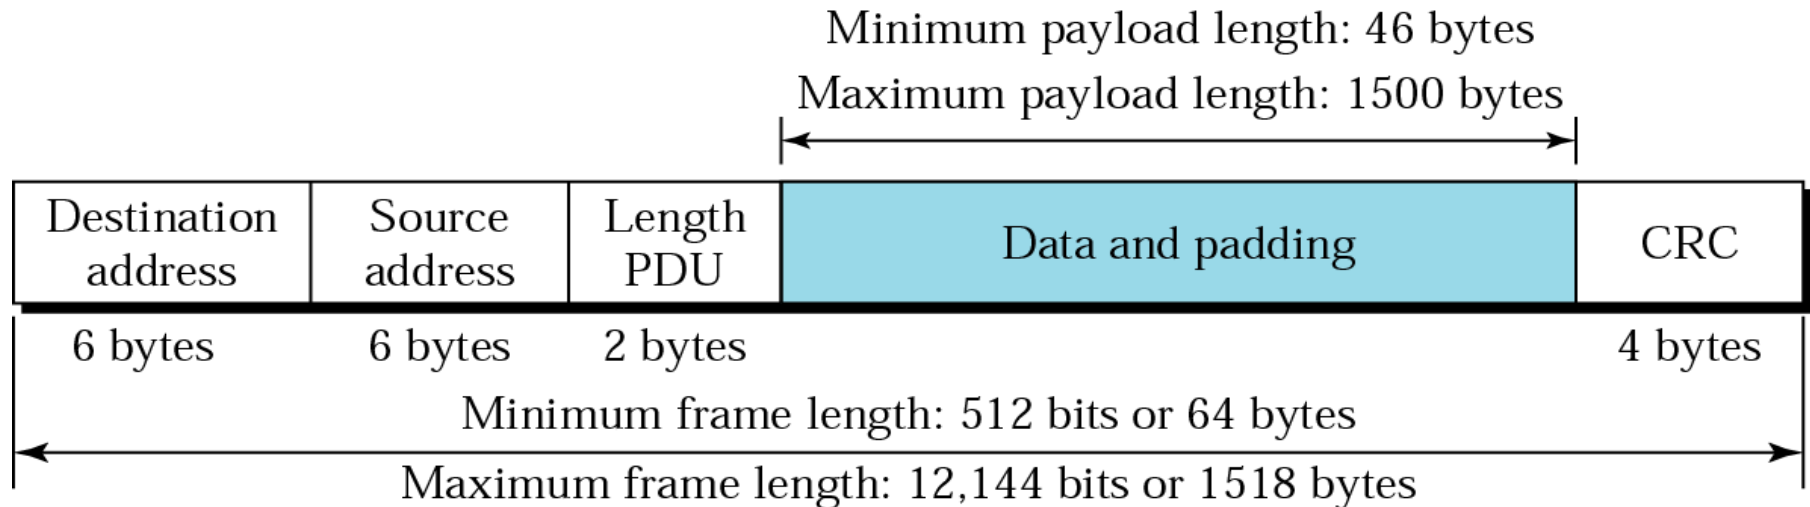 Minimum payload length: 46 bytes
Maximum payload length: 1500 bytes
Destination address
Source address
Length PDU
Data and padding
CRC
6 bytes
6 bytes
2 bytes
4 bytes
Minimum frame length: 512 bits or 64 bytes
Maximum frame length: 12,144 bits or 1518 bytes